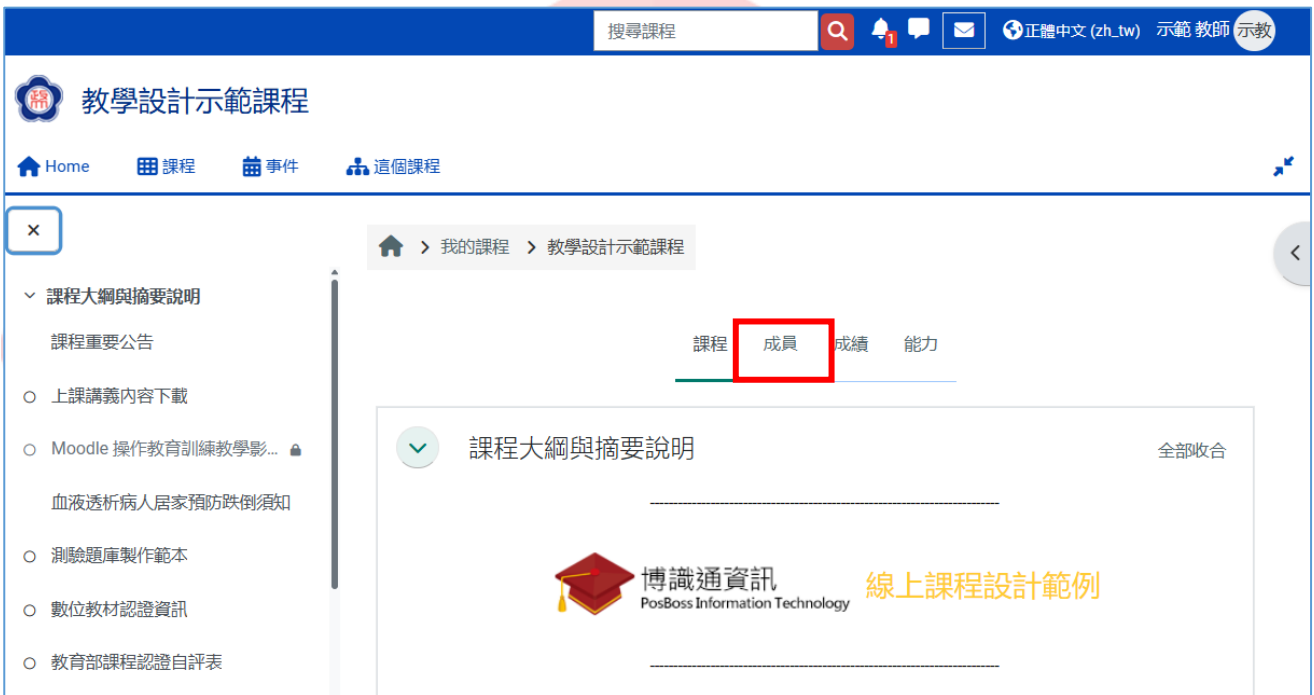 搜尋課程
1
正體中文 (zh_tw)
示範 教師
示教
教學設計示範課程
Home
課程
事件
這個課程
我的課程
教學設計示範課程
課程大綱與摘要說明
課程重要公告
上課講義內容下載
Moodle 操作教育訓練教學影...
血液透析病人居家預防跌倒須知
測驗題庫製作範本
數位教材認證資訊
教育部課程認證自評表
課程
成員
成績
能力
課程大綱與摘要說明
全部收合
博識通資訊
PosBoss Information Technology
線上課程設計範例